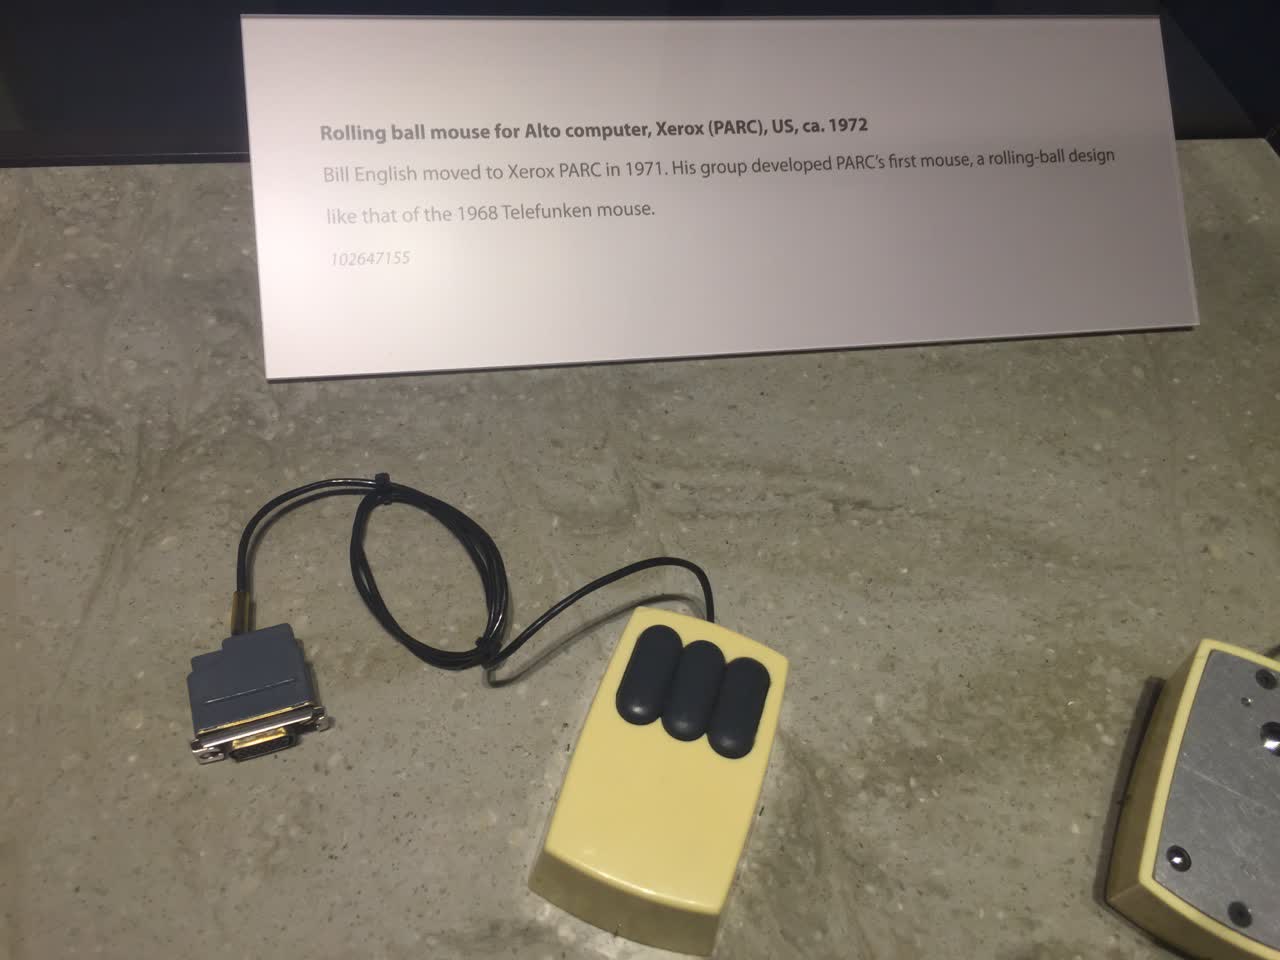 Rolling ball mouse for Alto computer, Xerox (PARC), US, ca. 1972
Bill English moved to Xerox PARC in 1971. His group developed PARC's first mouse, a rolling-ball design
like that of the 1968 Telefunken mouse.
102647155